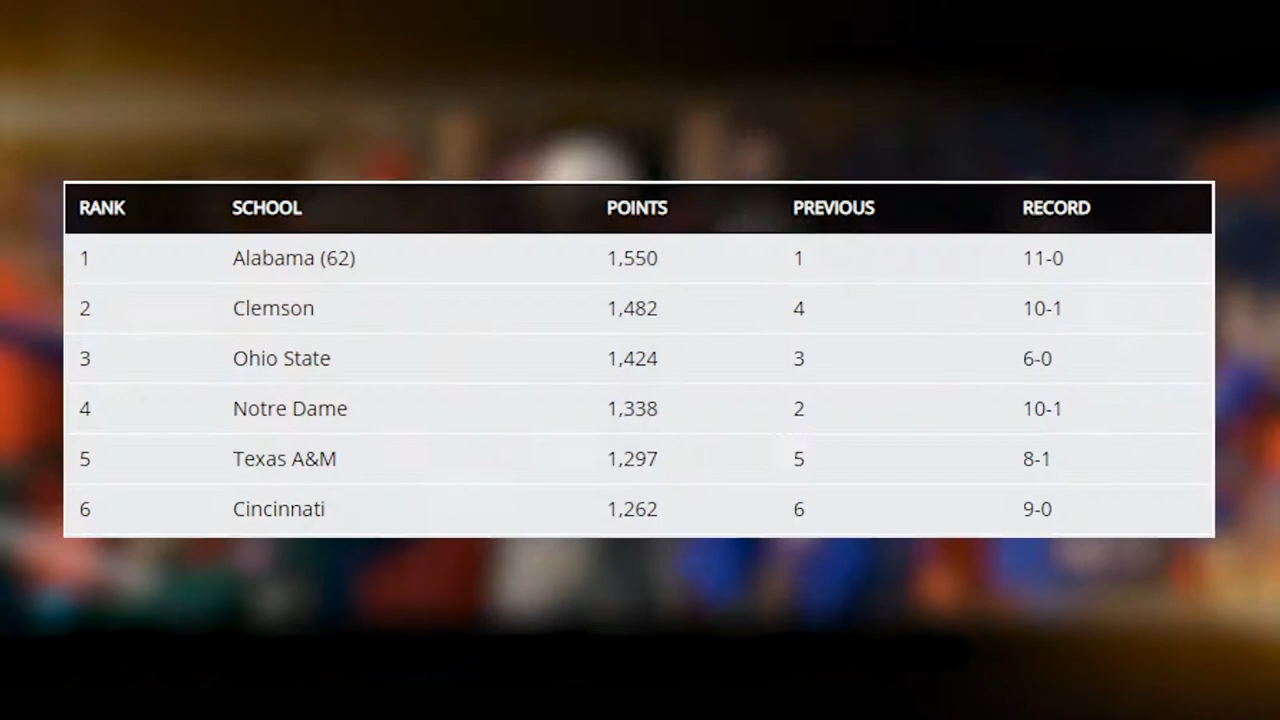 RANK SCHOOL POINTS PREVIOUS RECORD
1 Alabama (62) 1,550 1 11-0
2 Clemson 1,482 4 10-1
3 Ohio State 1,424 3 6-0
4 Notre Dame 1,338 2 10-1
5 Texas A&M 1,297 5 8-1
6 Cincinnati 1,262 6 9-0